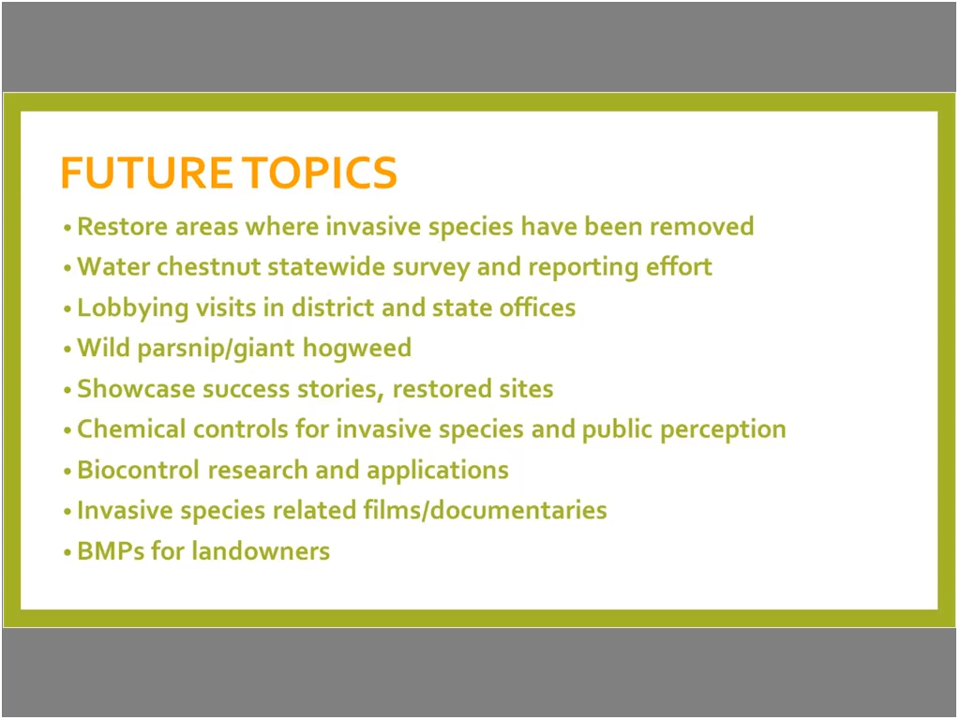 FUTURE TOPICS
• Restore areas where invasive species have been removed
• Water chestnut statewide survey and reporting effort
• Lobbying visits in district and state offices
• Wild parsnip/giant hogweed
• Showcase success stories, restored sites
• Chemical controls for invasive species and public perception
• Biocontrol research and applications
• Invasive species related films/documentaries
• BMPs for landowners